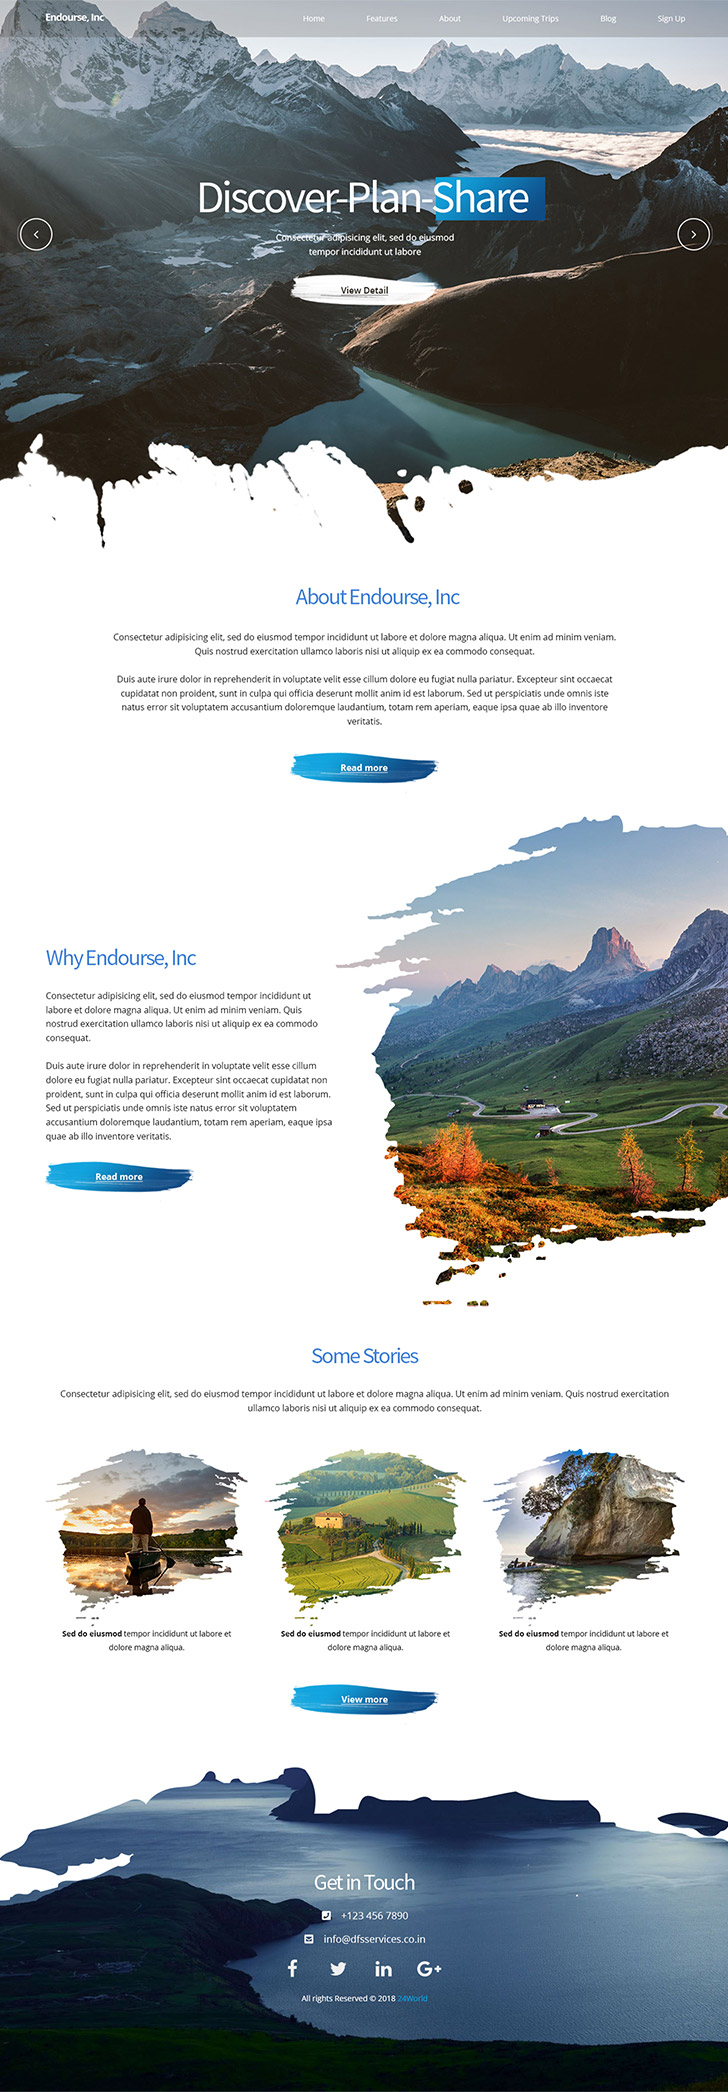 Endourse, Inc
Home Features About Upcoming Trips Blog Sign Up
Discover-Plan-Share
Consectetur adipisicing elit, sed do eiusmod
tempor incididunt ut labore
View Detail
About Endourse, Inc
Consectetur adipisicing elit, sed do eiusmod tempor incididunt ut labore et dolore magna aliqua. Ut enim ad minim veniam.
Quis nostrud exercitation ullamco laboris nisi ut aliquip ex ea commodo consequat.
Duis aute irure dolor in reprehenderit in voluptate velit esse cillum dolore eu fugiat nulla pariatur. Excepteur sint occaecat
cupidatat non proident, sunt in culpa qui officia deserunt mollit anim id est laborum. Sed ut perspiciatis unde omnis iste
natus error sit voluptatem accusantium doloremque laudantium, totam rem aperiam, eaque ipsa quae ab illo inventore
veritatis.
Read more
Why Endourse, Inc
Consectetur adipisicing elit, sed do eiusmod tempor incididunt ut
labore et dolore magna aliqua. Ut enim ad minim veniam. Quis
nostrud exercitation ullamco laboris nisi ut aliquip ex ea commodo
consequat.
Duis aute irure dolor in reprehenderit in voluptate velit esse cillum
dolore eu fugiat nulla pariatur. Excepteur sint occaecat cupidatat non
proident, sunt in culpa qui officia deserunt mollit anim id est laborum.
Sed ut perspiciatis unde omnis iste natus error sit voluptatem
accusantium doloremque laudantium, totam rem aperiam, eaque ipsa
quae ab illo inventore veritatis.
Read more
Some Stories
Consectetur adipisicing elit, sed do eiusmod tempor incididunt ut labore et dolore magna aliqua. Ut enim ad minim veniam. Quis nostrud exercitation
ullamco laboris nisi ut aliquip ex ea commodo consequat.
Sed do eiusmod tempor incididunt ut labore et
dolore magna aliqua.
Sed do eiusmod tempor incididunt ut labore et
dolore magna aliqua.
Sed do eiusmod tempor incididunt ut labore et
dolore magna aliqua.
View more
Get in Touch
+123 456 7890
info@dfsservices.co.in
All rights Reserved © 2018 24World